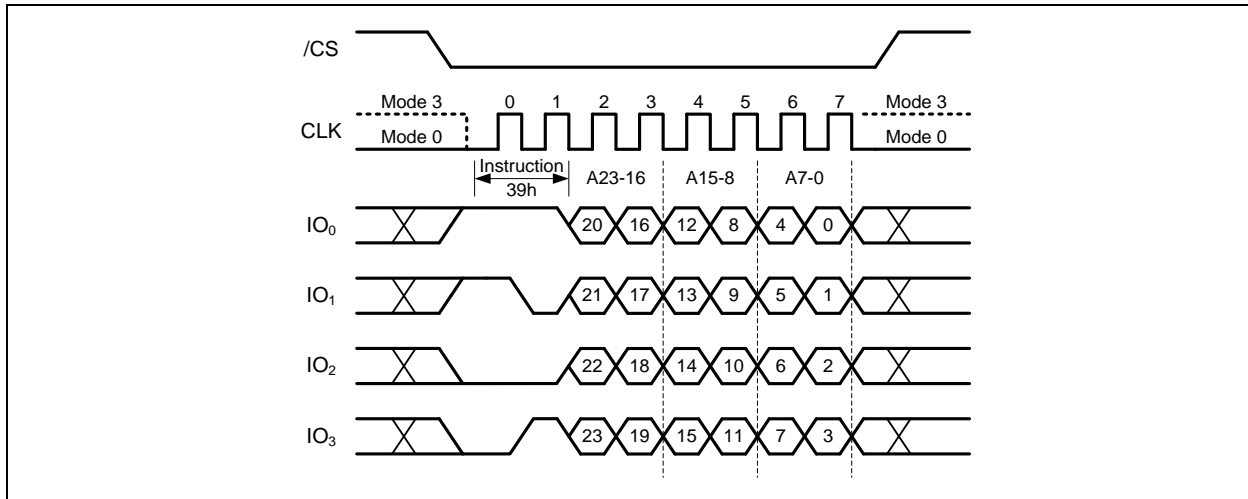 /CS
Mode 3 0 1 2 3 4 5 6 7 Mode 3
CLK
Mode 0 Mode 0
Instruction
39h
A23-16 A15-8 A7-0
IO₀ 20 16 12 8 4 0
IO₁ 21 17 13 9 5 1
IO₂ 22 18 14 10 6 2
IO₃ 23 19 15 11 7 3